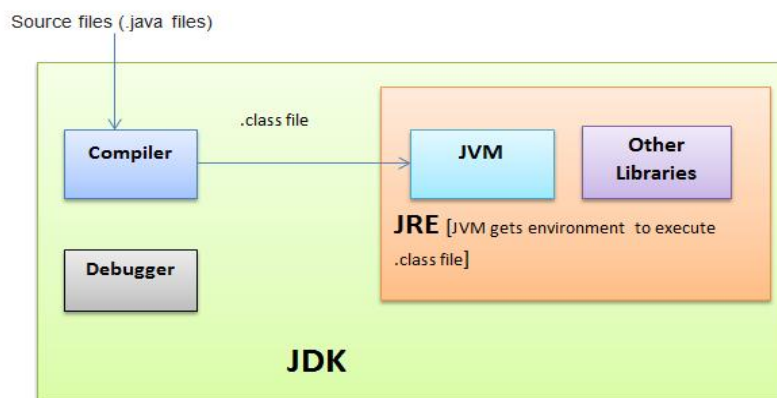 Source files (.java files)
.class file
Compiler
JVM
Other
Libraries
JRE [JVM gets environment to execute
.class file]
Debugger
JDK